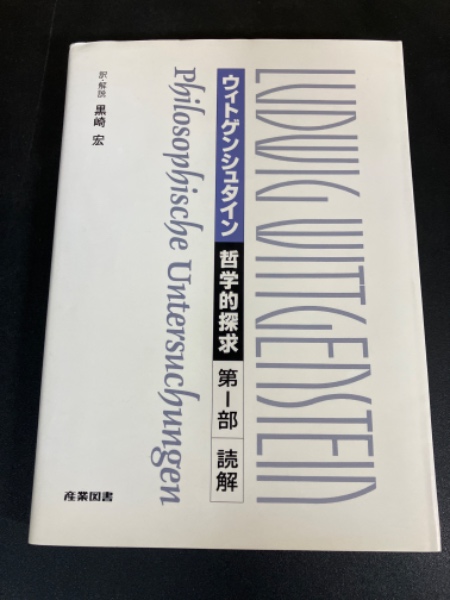 LUDWIG WITTGENSTEIN
ウィトゲンシュタイン 哲学的探求 第I部 読解
Philosophische Untersuchungen
訳・解説 黒崎 宏
産業図書